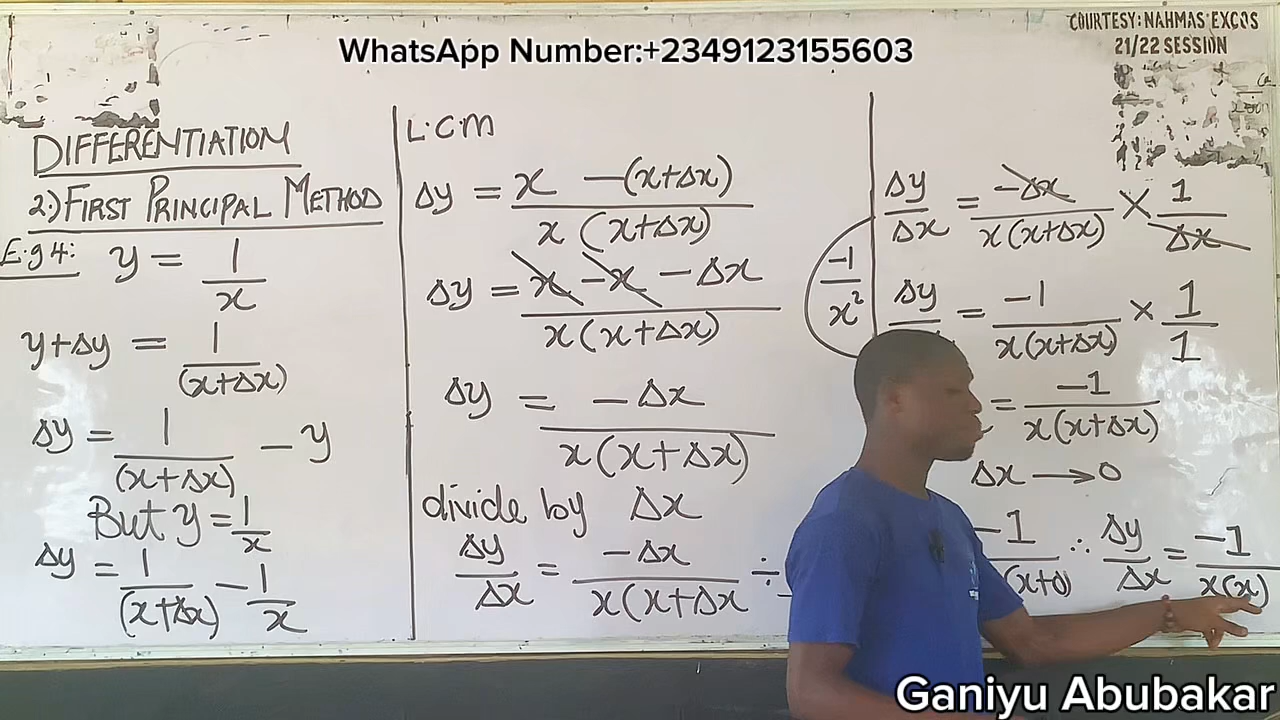 COURTESY: NAHMAS EXCOS
21/22 SESSION
WhatsApp Number:+2349123155603
DIFFERENTIATION
2.) FIRST PRINCIPAL METHOD
E.g 4: y = 1/x
y+Δy = 1/(x+Δx)
Δy = 1/(x+Δx) - y
But y = 1/x
Δy = 1/(x+Δx) - 1/x
L.C.M
Δy = x -(x+Δx)/x (x+Δx)
Δy = x - x - Δx/x(x+Δx)
Δy = -Δx/x(x+Δx)
divide by Δx
Δy/Δx = -Δx/x(x+Δx ÷
-1/x²
Δy/Δx = -Δx/x(x+Δx) × 1/Δx
Δy = -1/x(x+Δx) × 1/1
= -1/x(x+Δx)
Δx → 0
-1/(x+0) ∴ Δy/Δx = -1/x(x)
Ganiyu Abubakar